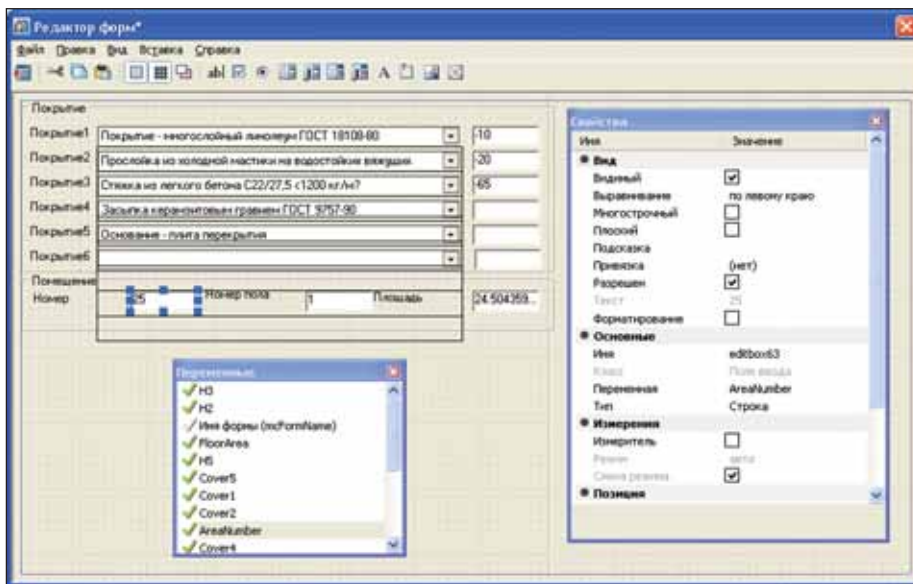 Редактор форм*
Файл Правка Вид Вставка Справка
Покрытие
Покрытие1 Покрытие - многослойный линолеум ГОСТ 18108-80 -10
Покрытие2 Прослойка из холодной мастики на водостойких вяжущих -20
Покрытие3 Стяжка из легкого бетона С22/27,5 <1200 кг/м? -65
Покрытие4 Засыпка керамзитовым гравием ГОСТ 9757-90
Покрытие5 Основание - плита перекрытия
Покрытие6
Помещение
Номер 25 Номер пола 1 Площадь 24.504359...
Переменные
H3
H2
Имя формы (mcFormName)
FloorArea
H5
Cover5
Cover1
Cover2
AreaNumber
Cover4
Свойства
Имя Значение
Вид
Видимый
Выравнивание по левому краю
Многострочный
Плоский
Подсказка
Привязка (нет)
Разрешен
Текст 25
Форматирование
Основные
Имя editbox63
Класс Поле ввода
Переменная AreaNumber
Тип Строка
Измерения
Измеритель
Режим авто
Смена режима
Позиция